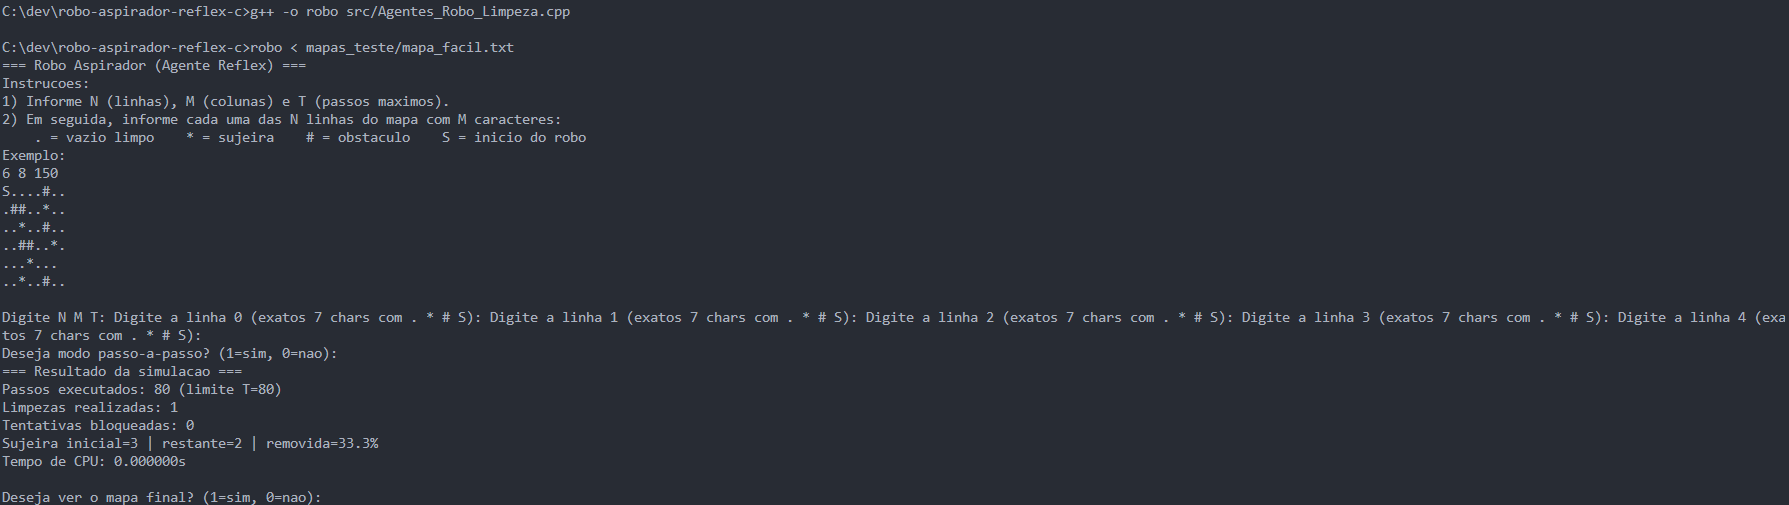 C:\dev\robo-aspirador-reflex-c>g++ -o robo src/Agentes_Robo_Limpeza.cpp
C:\dev\robo-aspirador-reflex-c>robo < mapas_teste/mapa_facil.txt
=== Robo Aspirador (Agente Reflex) ===
Instrucoes:
1) Informe N (linhas), M (colunas) e T (passos maximos).
2) Em seguida, informe cada uma das N linhas do mapa com M caracteres:
    . = vazio limpo    * = sujeira    # = obstaculo    S = inicio do robo
Exemplo:
6 8 150
S....#..
.##..*..
..*..#..
..##..*.
...*...
..*..#..
Digite N M T: Digite a linha 0 (exatos 7 chars com . * # S): Digite a linha 1 (exatos 7 chars com . * # S): Digite a linha 2 (exatos 7 chars com . * # S): Digite a linha 3 (exatos 7 chars com . * # S): Digite a linha 4 (exa
tos 7 chars com . * # S):
Deseja modo passo-a-passo? (1=sim, 0=nao):
=== Resultado da simulacao ===
Passos executados: 80 (limite T=80)
Limpezas realizadas: 1
Tentativas bloqueadas: 0
Sujeira inicial=3 | restante=2 | removida=33.3%
Tempo de CPU: 0.000000s
Deseja ver o mapa final? (1=sim, 0=nao):